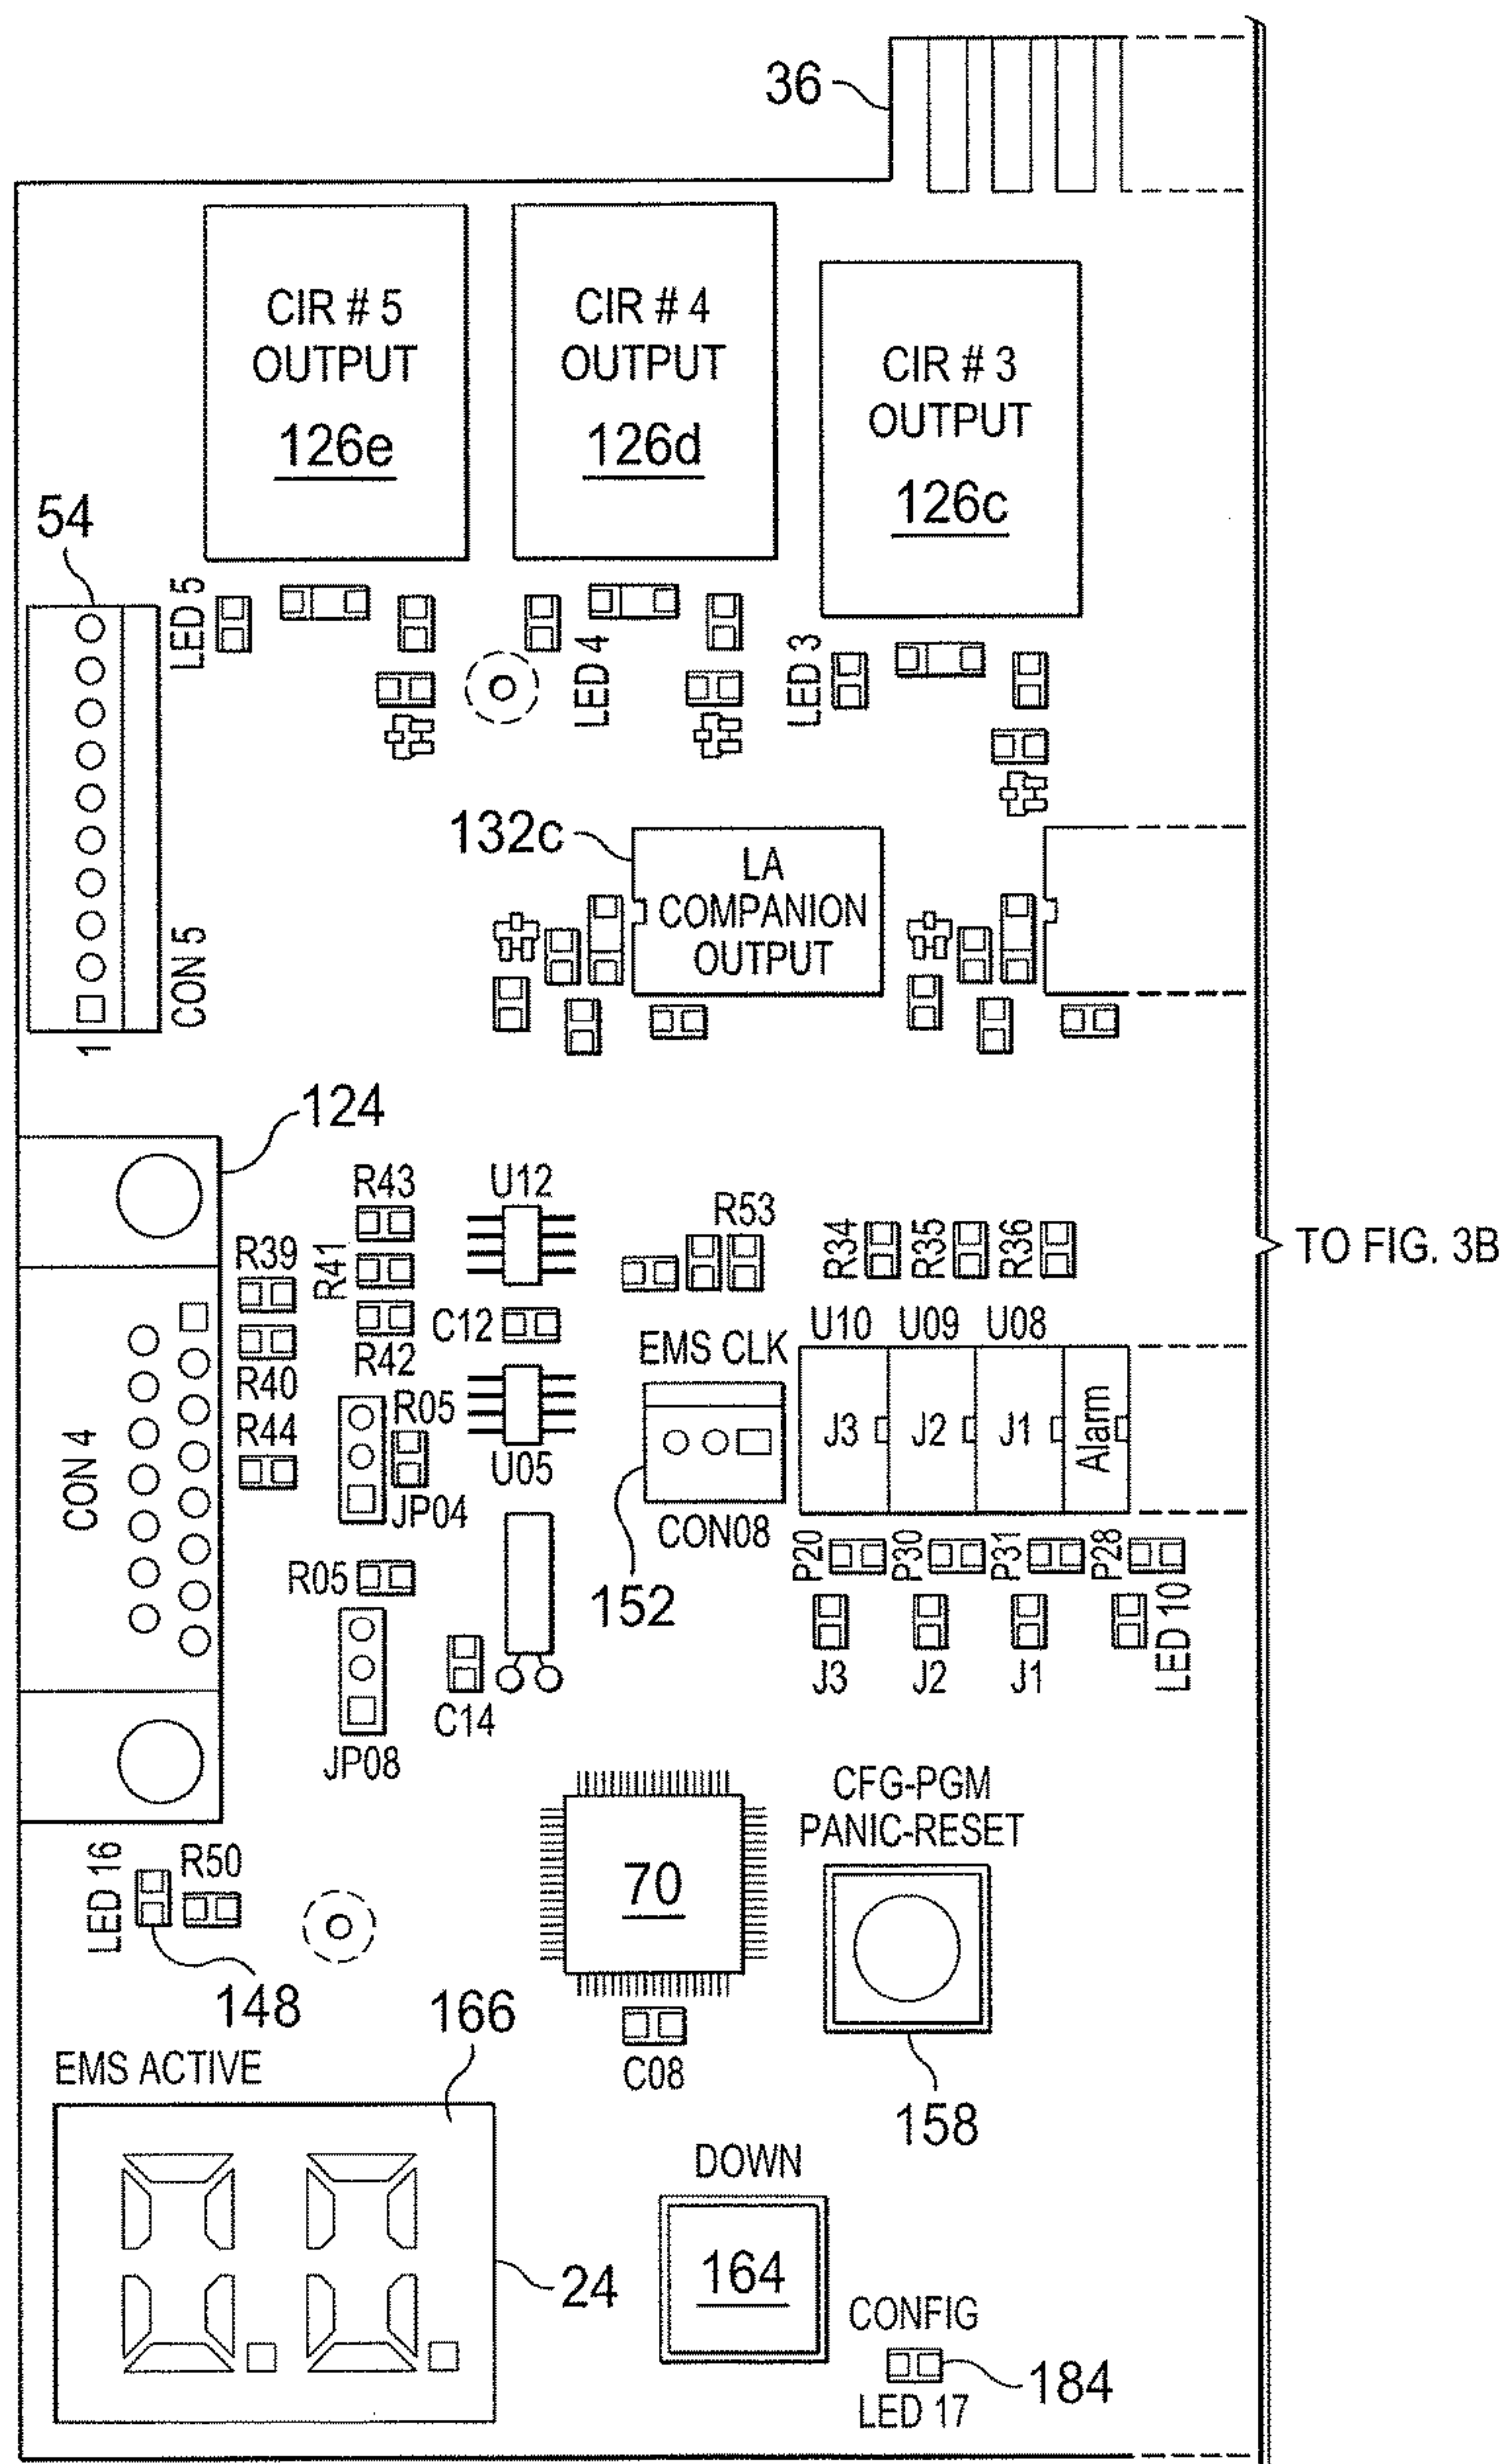 36
CIR # 5
OUTPUT
126e
CIR # 4
OUTPUT
126d
CIR # 3
OUTPUT
126c
54
LED 5
LED 4
LED 3
132c
LA
COMPANION
OUTPUT
CON 5
1
124
R43
U12
R53
R34
R35
R36
TO FIG. 3B
R39
R41
R40
R42
C12
EMS CLK
U10
U09
U08
R44
R05
U05
JP04
J3
J2
J1
Alarm
CON 4
CON08
R05
152
P20
P30
P31
P28
J3
J2
J1
LED 10
C14
JP08
CFG-PGM
PANIC-RESET
LED 16
R50
70
148
166
C08
158
EMS ACTIVE
DOWN
24
164
CONFIG
184
LED 17